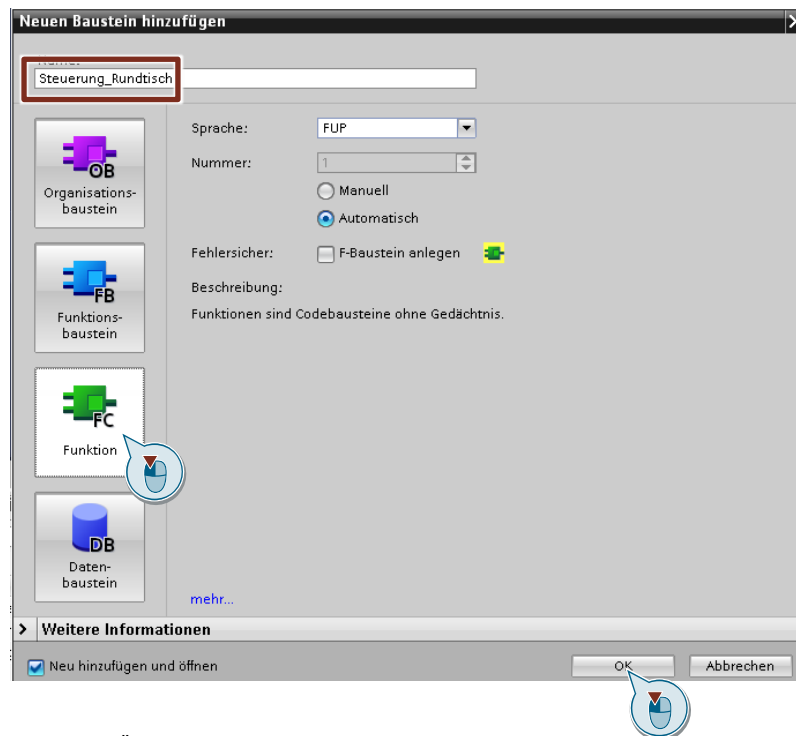 Neuen Baustein hinzufügen
Name:
Steuerung_Rundtisch
OB
Organisations-
baustein
FB
Funktions-
baustein
FC
Funktion
DB
Daten-
baustein
Sprache: FUP
Nummer: 1
Manuell
Automatisch
Fehlersicher: F-Baustein anlegen
Beschreibung:
Funktionen sind Codebausteine ohne Gedächtnis.
mehr...
Weitere Informationen
Neu hinzufügen und öffnen OK Abbrechen